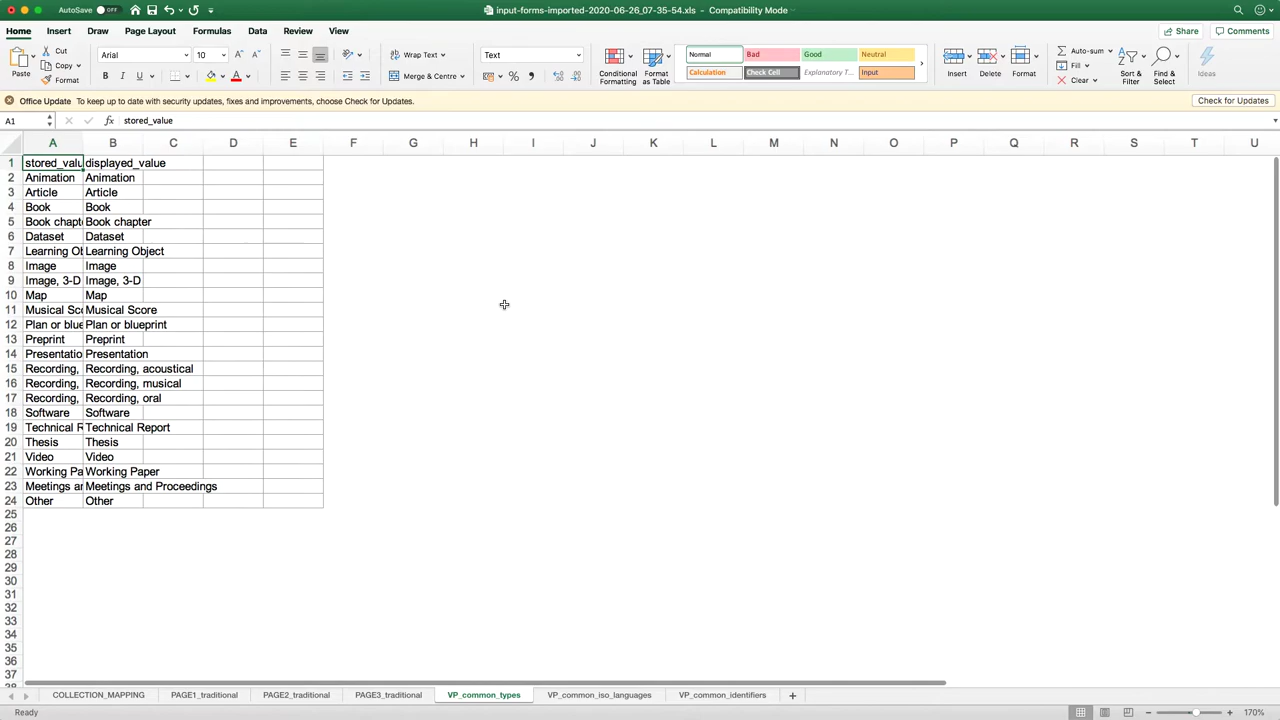 AutoSave OFF
input-forms-imported-2020-06-26_07-35-54.xls - Compatibility Mode
Home Insert Draw Page Layout Formulas Data Review View Share Comments
Paste Cut Copy Format
Arial 10 A A
B I U A
Wrap Text
Merge & Centre
Text
Conditional Formatting
Format as Table
Normal Bad Good Neutral
Calculation Check Cell Explanatory T... Input
Insert Delete Format
Auto-sum
Fill
Clear
Sort & Filter
Find & Select
Ideas
Office Update To keep up to date with security updates, fixes and improvements, choose Check for Updates. Check for Updates
A1 fx stored_value
A B C D E F G H I J K L M N O P Q R S T U
1 stored_valu displayed_value
2 Animation Animation
3 Article Article
4 Book Book
5 Book chapt Book chapter
6 Dataset Dataset
7 Learning Ob Learning Object
8 Image Image
9 Image, 3-D Image, 3-D
10 Map Map
11 Musical Sco Musical Score
12 Plan or blue Plan or blueprint
13 Preprint Preprint
14 Presentatio Presentation
15 Recording, Recording, acoustical
16 Recording, Recording, musical
17 Recording, Recording, oral
18 Software Software
19 Technical R Technical Report
20 Thesis Thesis
21 Video Video
22 Working Pa Working Paper
23 Meetings an Meetings and Proceedings
24 Other Other
25
26
27
28
29
30
31
32
33
34
35
36
37
38
COLLECTION_MAPPING PAGE1_traditional PAGE2_traditional PAGE3_traditional VP_common_types VP_common_iso_languages VP_common_identifiers +
Ready 170%